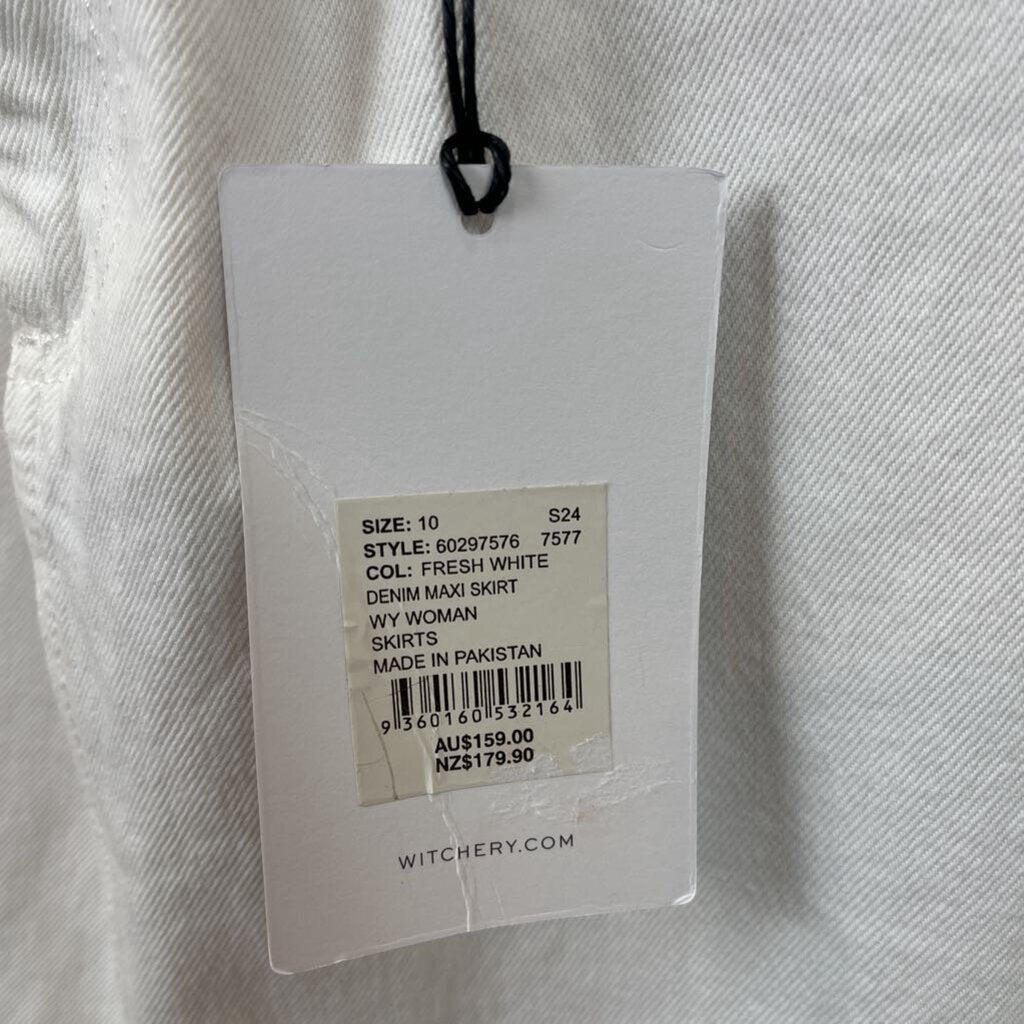 SIZE: 10 S24
STYLE: 60297576 7577
COL: FRESH WHITE
DENIM MAXI SKIRT
WY WOMAN
SKIRTS
MADE IN PAKISTAN
9 360160 532164
AU$159.00
NZ$179.90
WITCHERY.COM